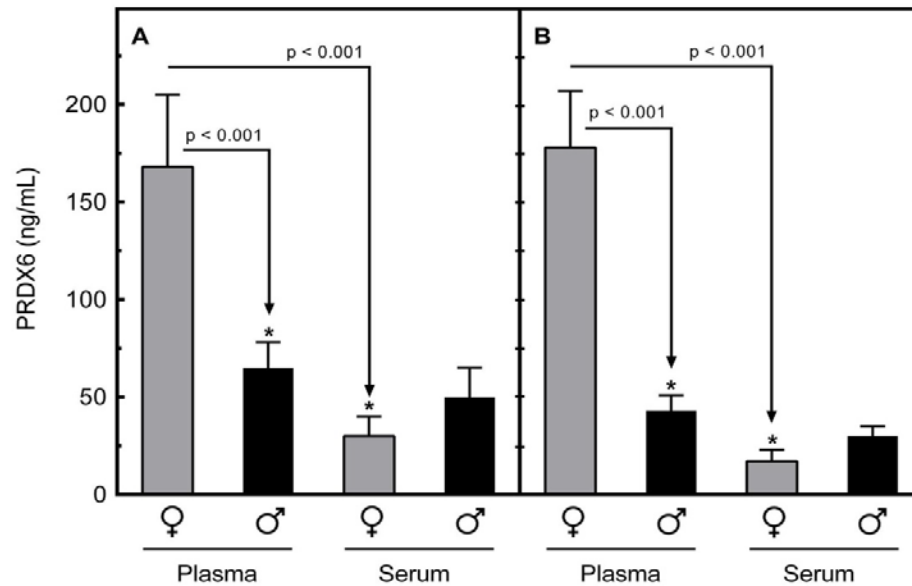 A
B
p < 0.001
p < 0.001
p < 0.001
p < 0.001
PRDX6 (ng/mL)
200
150
100
50
0
*
*
*
*
♀ ♂ ♀ ♂ ♀ ♂ ♀ ♂
Plasma Serum Plasma Serum